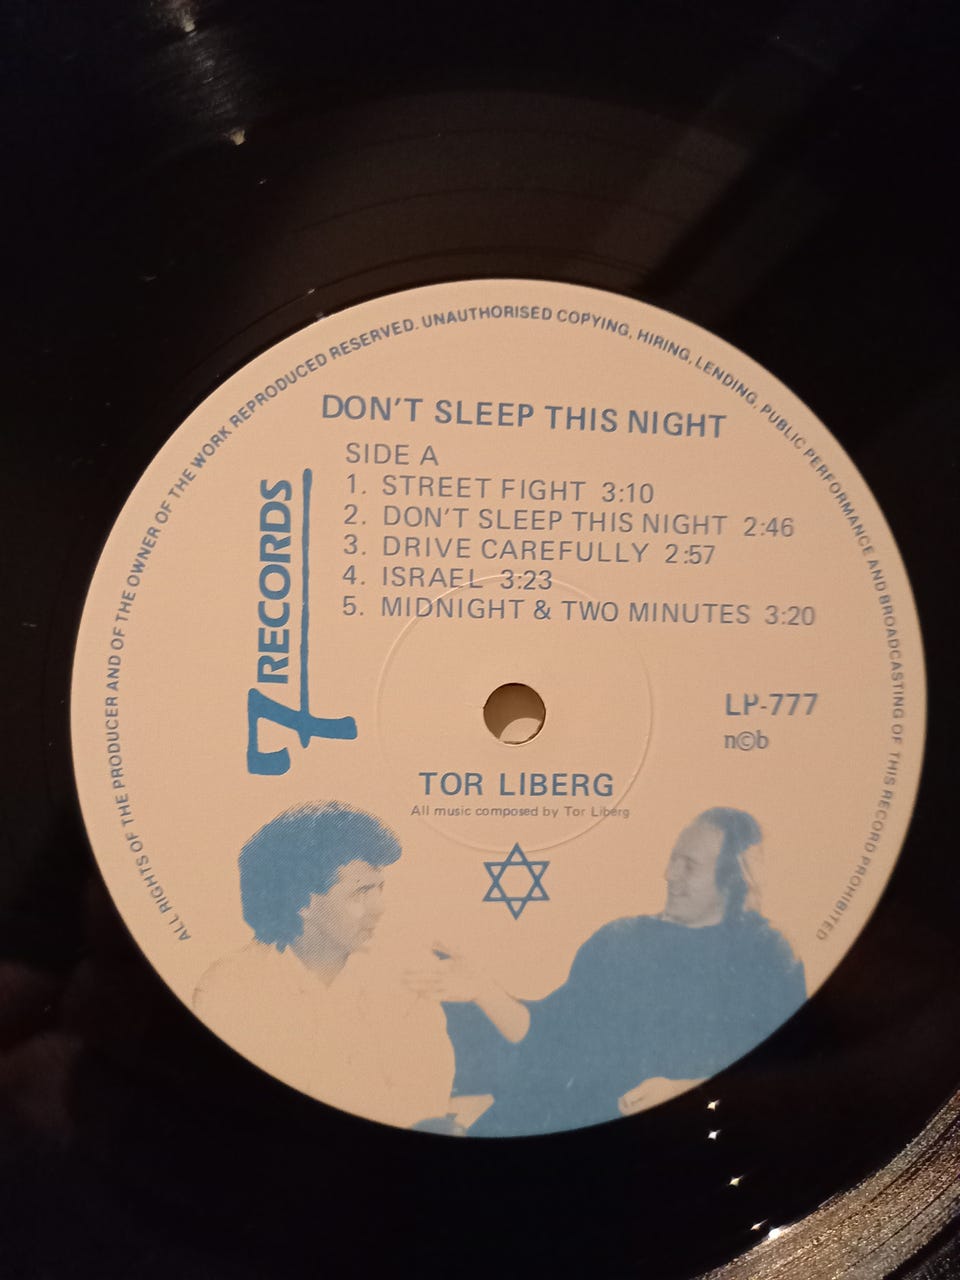 ALL RIGHTS OF THE PRODUCER AND OF THE OWNER OF THE WORK REPRODUCED RESERVED. UNAUTHORISED COPYING, HIRING, LENDING, PUBLIC PERFORMANCE AND BROADCASTING OF THIS RECORD PROHIBITED
DON'T SLEEP THIS NIGHT
SIDE A
1. STREET FIGHT 3:10
2. DON'T SLEEP THIS NIGHT 2:46
3. DRIVE CAREFULLY 2:57
4. ISRAEL 3:23
5. MIDNIGHT & TWO MINUTES 3:20
7 RECORDS
LP-777
n©b
TOR LIBERG
All music composed by Tor Liberg